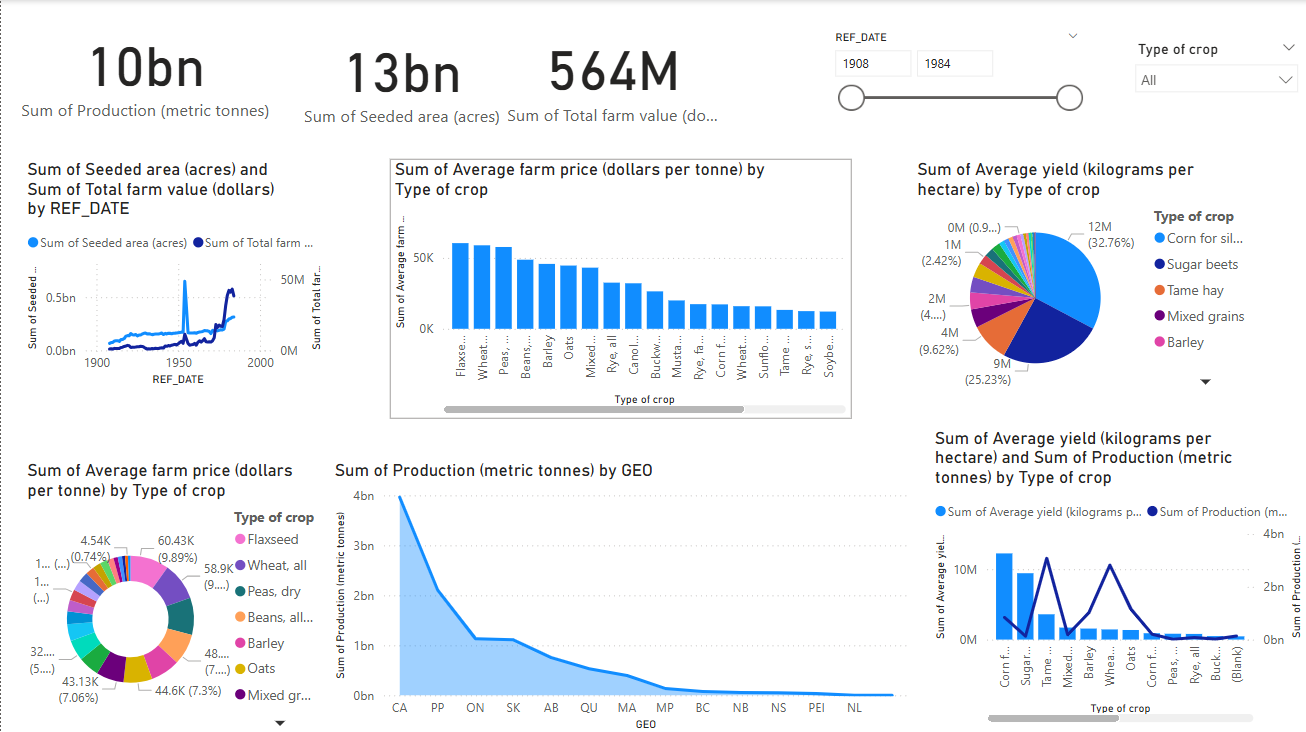 10bn
Sum of Production (metric tonnes)
13bn
Sum of Seeded area (acres)
564M
Sum of Total farm value (do...
REF_DATE
1908
1984
Type of crop
All
Sum of Seeded area (acres) and
Sum of Total farm value (dollars)
by REF_DATE
Sum of Seeded area (acres)
Sum of Total farm ...
Sum of Seeded ...
0.5bn
0.0bn
50M
0M
Sum of Total far...
1900
1950
2000
REF_DATE
Sum of Average farm price (dollars per tonne) by
Type of crop
Sum of Average farm ...
50K
0K
Flaxse...
Wheat...
Peas, ...
Beans,...
Barley
Oats
Mixed...
Rye, all
Canol...
Buckw...
Musta...
Rye, fa...
Corn f...
Wheat...
Sunflo...
Tame ...
Rye, s...
Soybe...
Type of crop
Sum of Average yield (kilograms per
hectare) by Type of crop
0M (0.9...)
1M
(2.42%)
2M
(4....)
4M
(9.62%)
9M
(25.23%)
12M
(32.76%)
Type of crop
Corn for sil...
Sugar beets
Tame hay
Mixed grains
Barley
Sum of Average farm price (dollars
per tonne) by Type of crop
4.54K
(0.74%)
60.43K
(9.89%)
1... (...)
1...
(...)
58.9K
(9....)
32....
(5....)
48....
(7....)
43.13K
(7.06%)
44.6K (7.3%)
Type of crop
Flaxseed
Wheat, all
Peas, dry
Beans, all...
Barley
Oats
Mixed gr...
Sum of Production (metric tonnes) by GEO
Sum of Production (metric tonnes)
4bn
3bn
2bn
1bn
0bn
CA
PP
ON
SK
AB
QU
MA
MP
BC
NB
NS
PEI
NL
GEO
Sum of Average yield (kilograms per
hectare) and Sum of Production (metric
tonnes) by Type of crop
Sum of Average yield (kilograms p...
Sum of Production (m...
Sum of Average yiel...
10M
0M
4bn
2bn
0bn
Sum of Production (...
Corn f...
Sugar...
Tame ...
Mixed...
Barley
Whea...
Oats
Corn f...
Peas, ...
Rye, all
Buck...
(Blank)
Type of crop